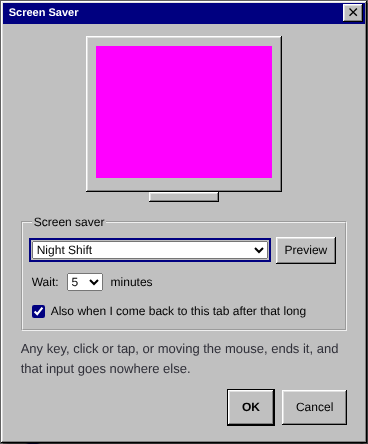 Screen Saver
Screen saver
Night Shift
Preview
Wait: 5 minutes
Also when I come back to this tab after that long
Any key, click or tap, or moving the mouse, ends it, and
that input goes nowhere else.
OK Cancel